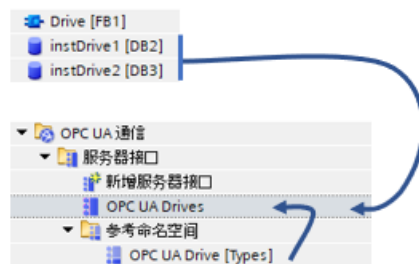 Drive [FB1]
instDrive1 [DB2]
instDrive2 [DB3]
OPC UA 通信
服务器接口
新增服务器接口
OPC UA Drives
参考命名空间
OPC UA Drive [Types]